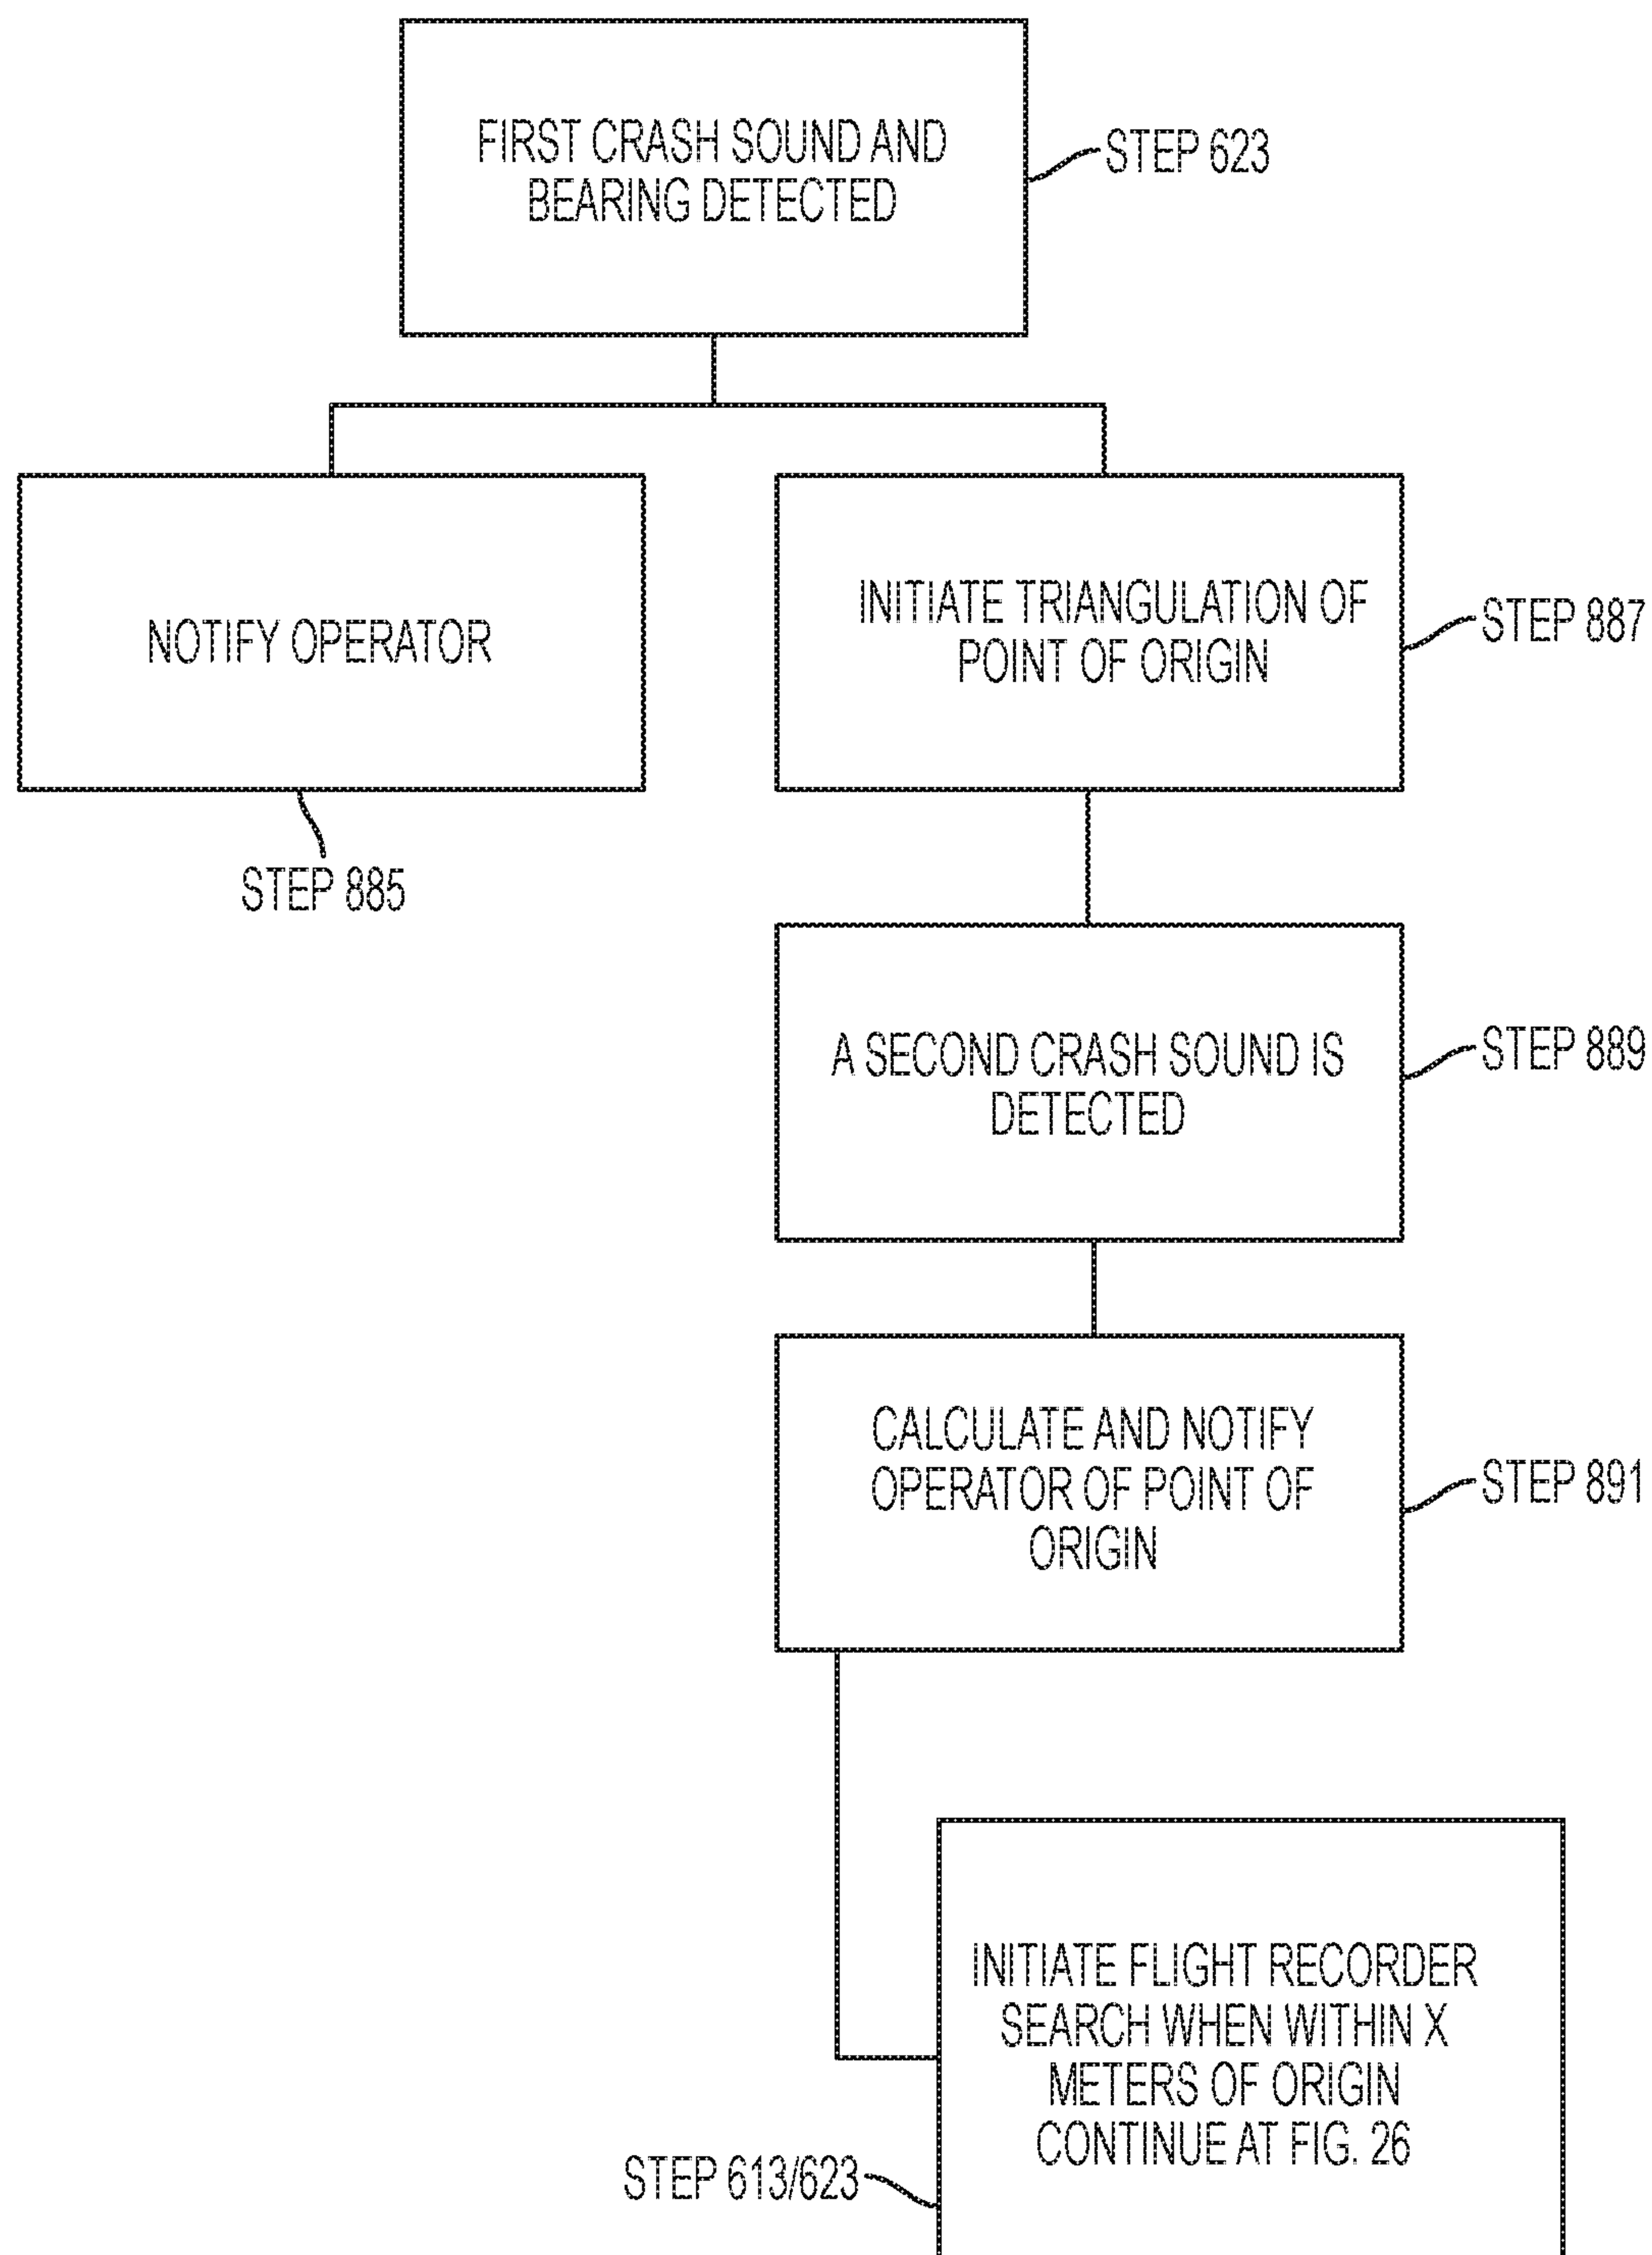 FIRST CRASH SOUND AND
BEARING DETECTED
STEP 623
NOTIFY OPERATOR
STEP 885
INITIATE TRIANGULATION OF
POINT OF ORIGIN
STEP 887
A SECOND CRASH SOUND IS
DETECTED
STEP 889
CALCULATE AND NOTIFY
OPERATOR OF POINT OF
ORIGIN
STEP 891
INITIATE FLIGHT RECORDER
SEARCH WHEN WITHIN X
METERS OF ORIGIN
CONTINUE AT FIG. 26
STEP 613/623